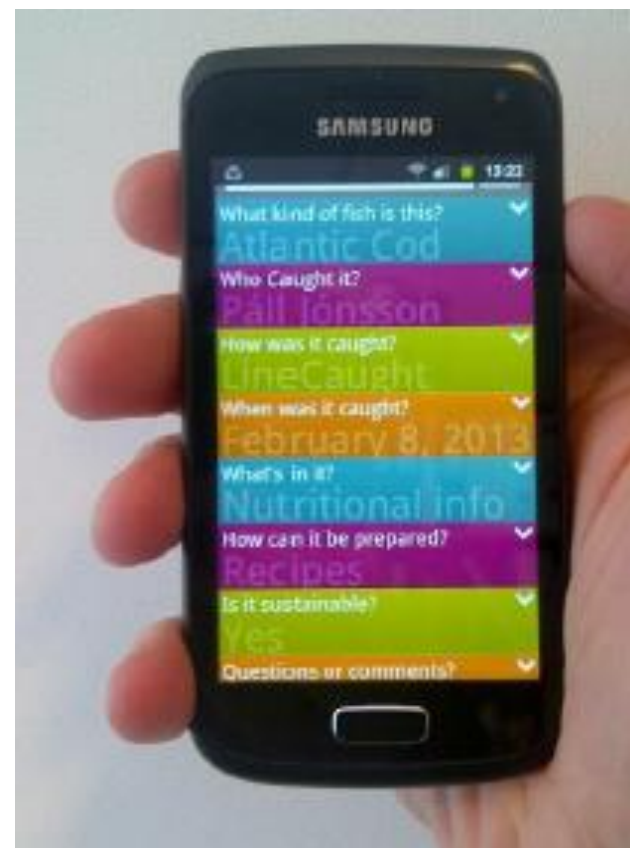 SAMSUNG
13:22
What kind of fish is this?
Atlantic Cod
Who Caught it?
Páll Jónsson
How was it caught?
LineCaught
When was it caught?
February 8, 2013
What's in it?
Nutritional info
How can it be prepared?
Recipes
Is it sustainable?
Yes
Questions or comments?